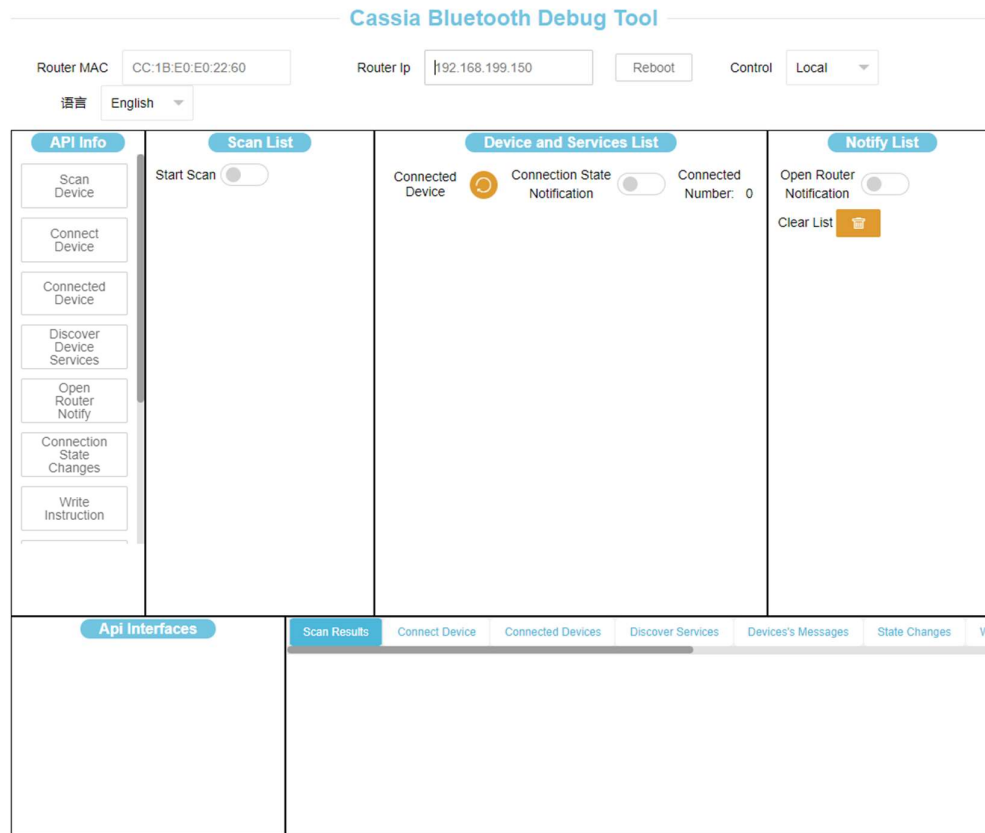 Cassia Bluetooth Debug Tool
Router MAC CC:1B:E0:E0:22:60 Router Ip 192.168.199.150 Reboot Control Local
语言 English
API Info
Scan
Device
Connect
Device
Connected
Device
Discover
Device
Services
Open
Router
Notify
Connection
State
Changes
Write
Instruction
Scan List
Start Scan
Device and Services List
Connected
Device
Connection State
Notification
Connected
Number: 0
Notify List
Open Router
Notification
Clear List
Api Interfaces
Scan Results Connect Device Connected Devices Discover Services Devices's Messages State Changes